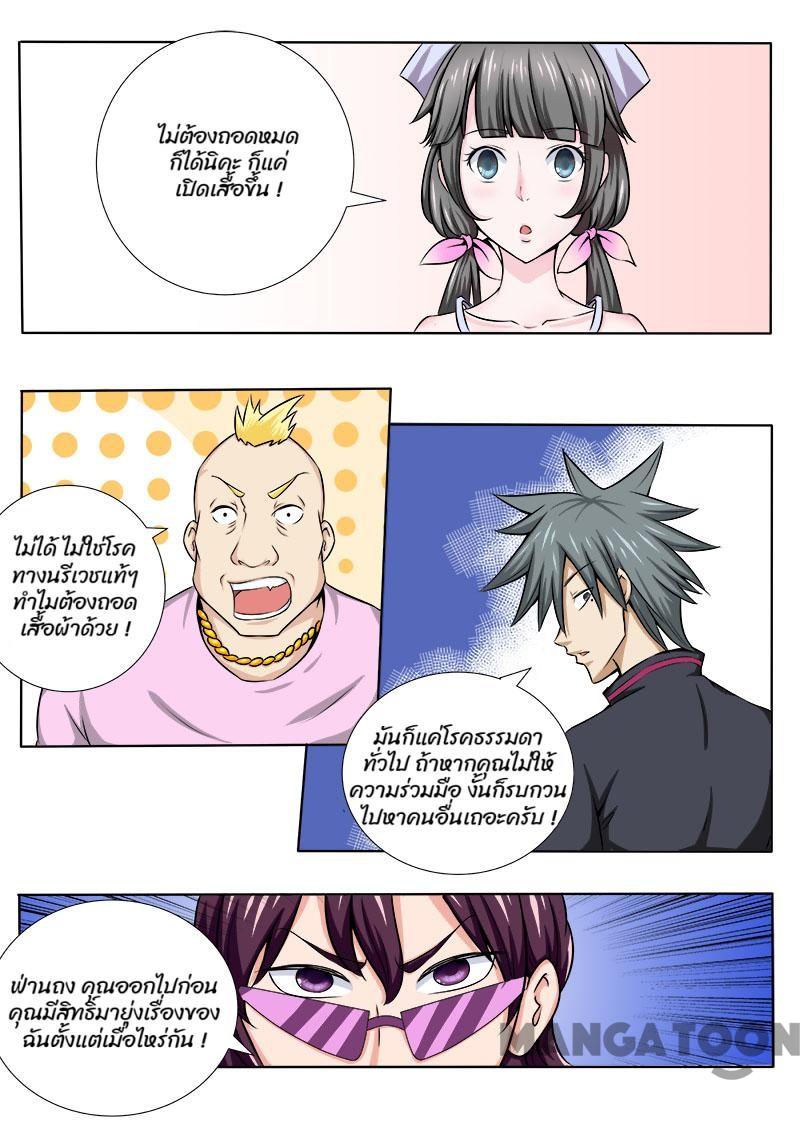 ไม่ต้องถอดหมด
ก็ได้นิคะ ก็แค่
เปิดเสื้อขึ้น !
ไม่ได้ ไม่ใช่โรค
ทางนรีเวชแท้ๆ
ทำไมต้องถอด
เสื้อผ้าด้วย !
มันก็แค่โรคธรรมดา
ทั่วไป ถ้าหากคุณไม่ให้
ความร่วมมือ งั้นก็รบกวน
ไปหาคนอื่นเถอะครับ !
ฟ่านถง คุณออกไปก่อน
คุณมีสิทธิ์มายุ่งเรื่องของ
ฉันตั้งแต่เมื่อไหร่กัน !
MANGATOON